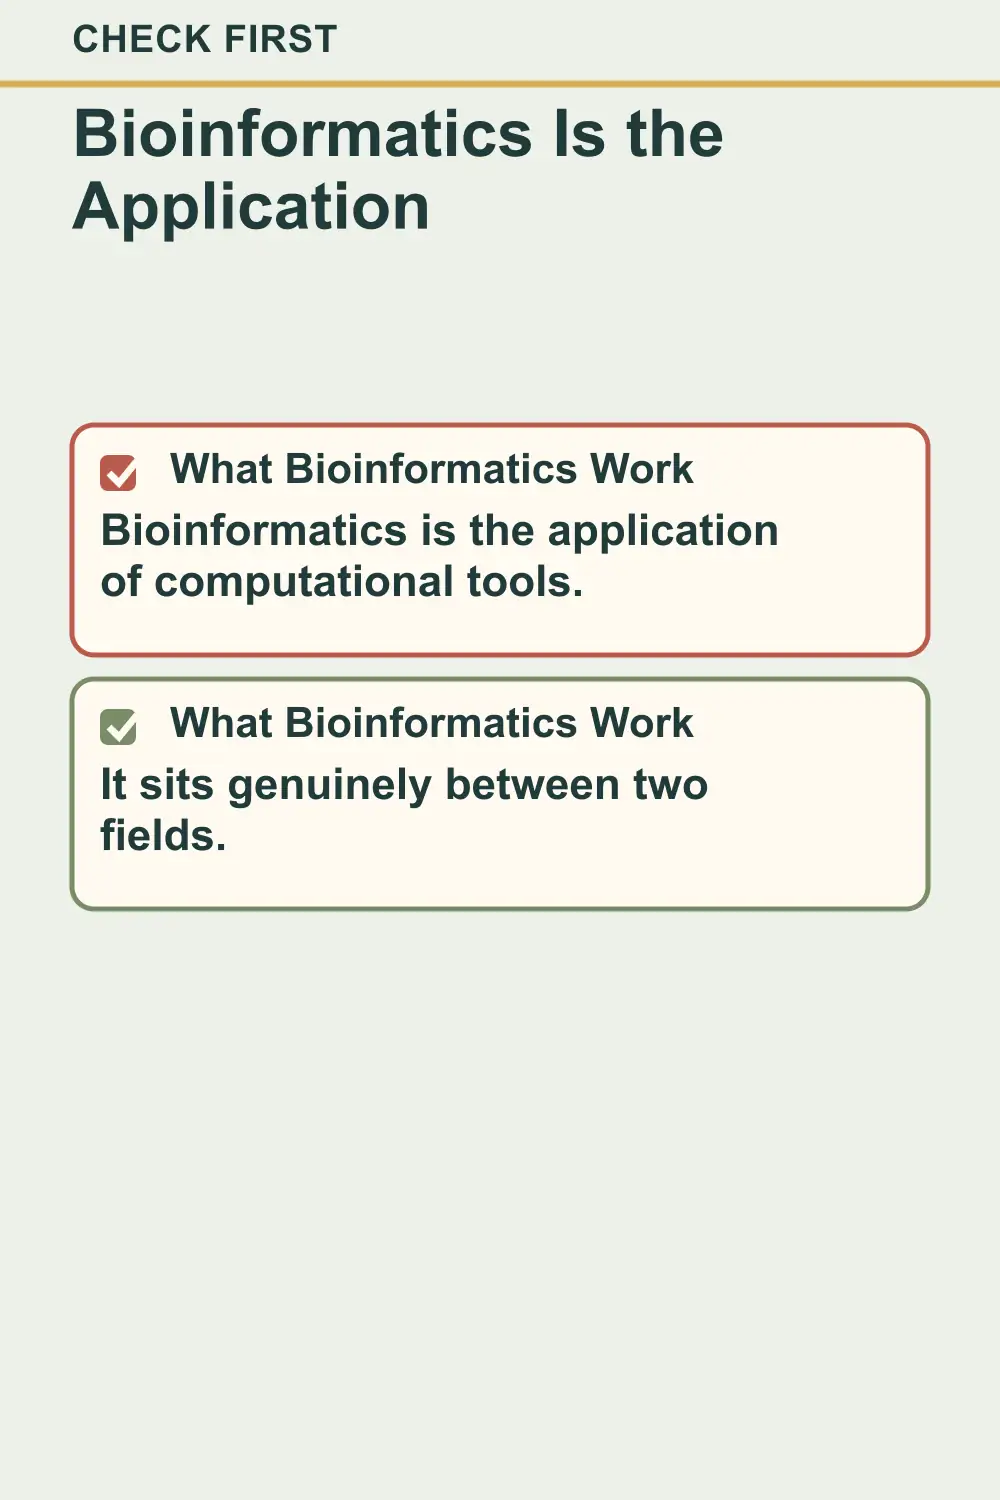 CHECK FIRST
Bioinformatics Is the
Application
What Bioinformatics Work
Bioinformatics is the application
of computational tools.
What Bioinformatics Work
It sits genuinely between two
fields.